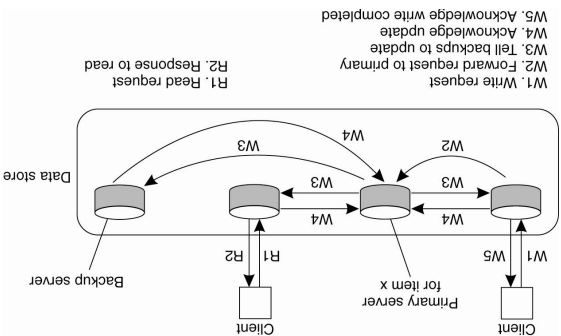 Client
Client
Primary server
for item x
Backup server
W1
W5
R1
R2
W4
W4
W3
W3
Data store
W2
W3
W4
W1. Write request
W2. Forward request to primary
W3. Tell backups to update
W4. Acknowledge update
W5. Acknowledge write completed
R1. Read request
R2. Response to read